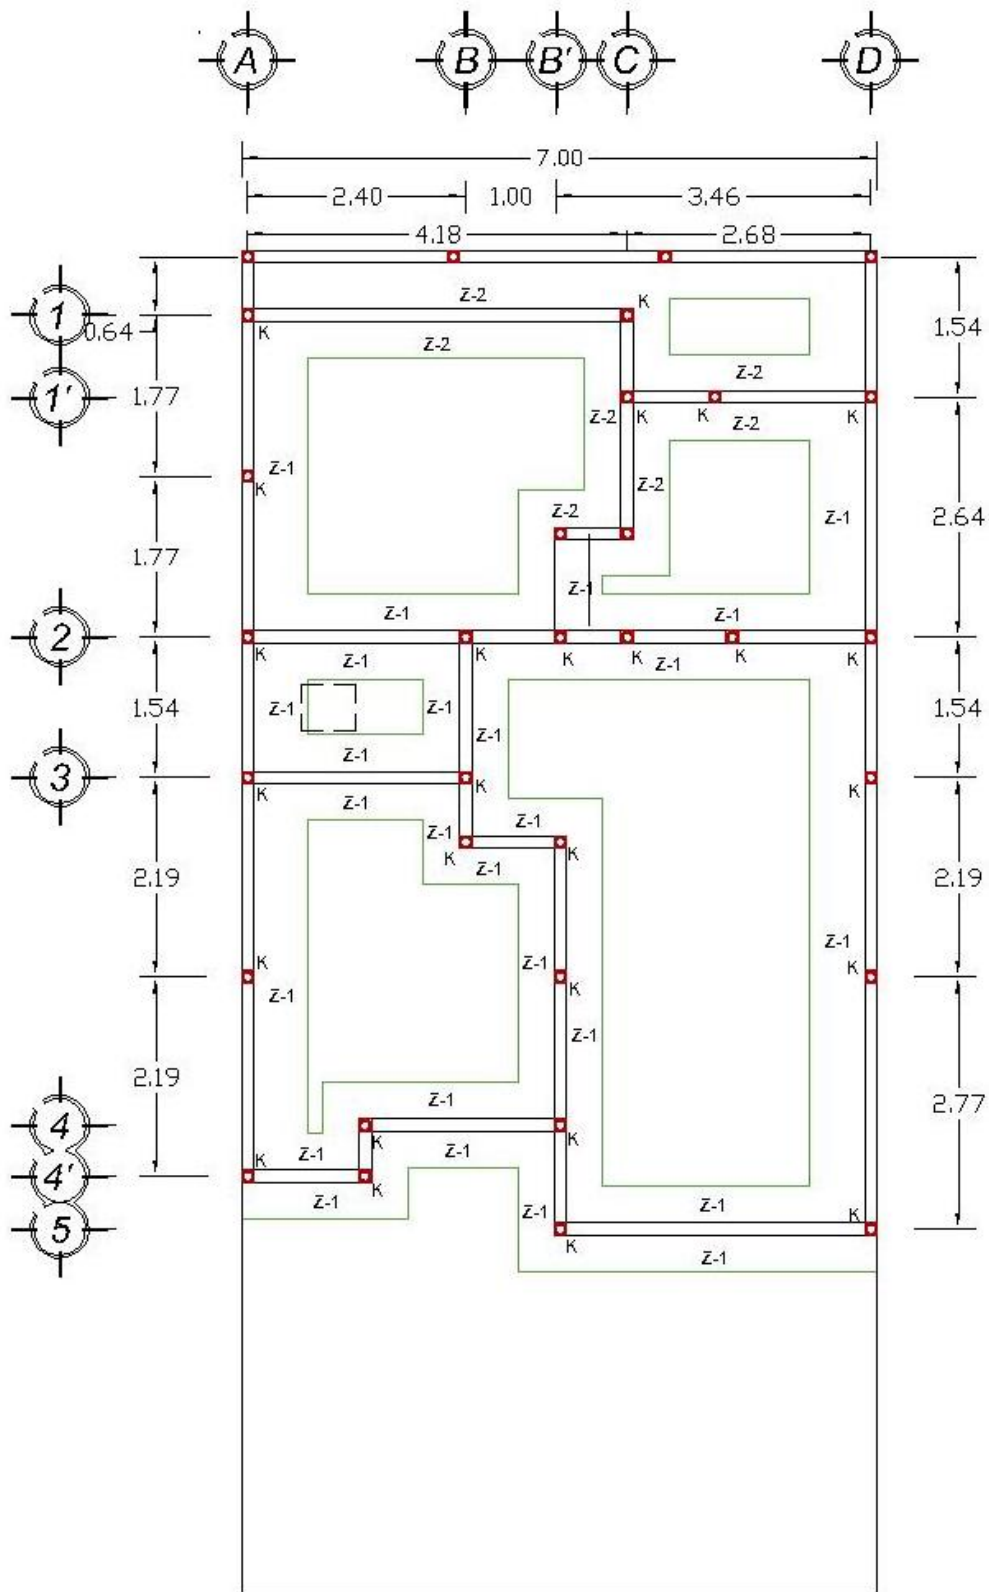 A B B' C D
7.00
2.40 1.00 3.46
4.18 2.68
1 0.64 Z-2 K 1.54
K Z-2
1' Z-2
1.77 Z-2 K K Z-2 K
Z-1 K Z-2 Z-1
Z-2 2.64
1.77 Z-1
Z-1 Z-1
2 K Z-1 K K K Z-1 K K
1.54 Z-1 Z-1 Z-1 1.54
Z-1
3 K Z-1 K K
Z-1 Z-1
K Z-1 K
2.19 2.19
K Z-1 Z-1 K
Z-1 K
Z-1
2.19 Z-1 2.77
4 K K
K Z-1 Z-1
4' Z-1 K Z-1 Z-1 K
5 K
Z-1